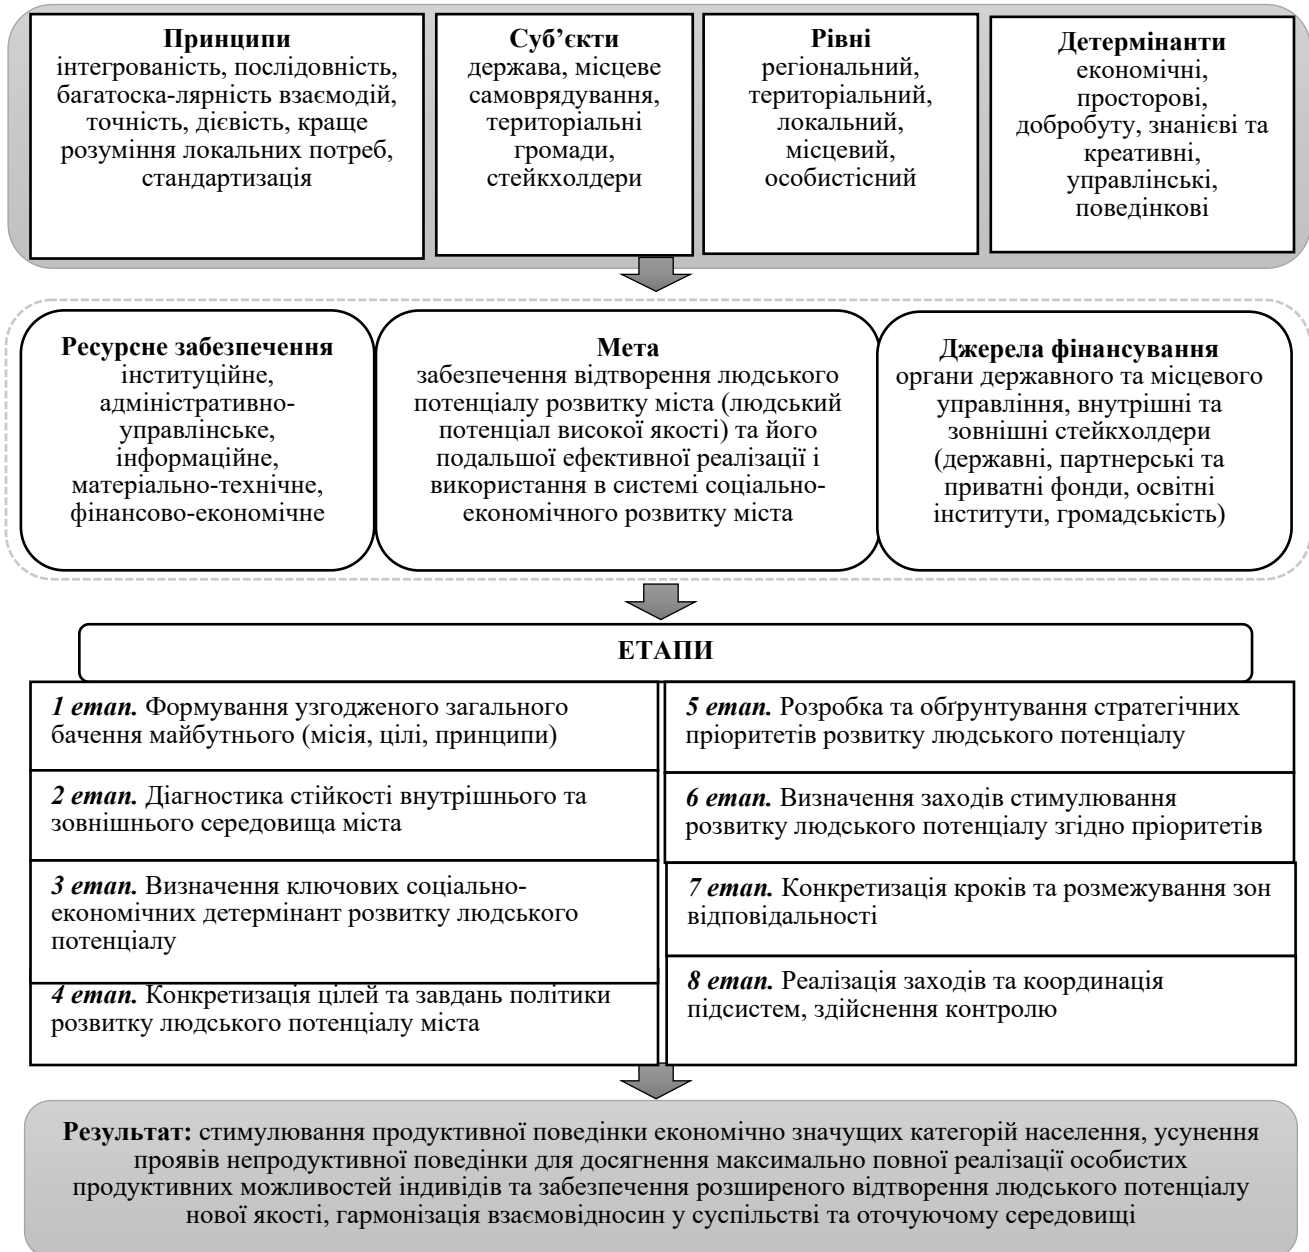 Принципи
інтегрованість, послідовність,
багатоска-лярність взаємодій,
точність, дієвість, краще
розуміння локальних потреб,
стандартизація
Суб’єкти
держава, місцеве
самоврядування,
територіальні
громади,
стейкхолдери
Рівні
регіональний,
територіальний,
локальний,
місцевий,
особистісний
Детермінанти
економічні,
просторові,
добробуту, знанієві та
креативні,
управлінські,
поведінкові
Ресурсне забезпечення
інституційне,
адміністративно-
управлінське,
інформаційне,
матеріально-технічне,
фінансово-економічне
Мета
забезпечення відтворення людського
потенціалу розвитку міста (людський
потенціал високої якості) та його
подальшої ефективної реалізації і
використання в системі соціально-
економічного розвитку міста
Джерела фінансування
органи державного та місцевого
управління, внутрішні та
зовнішні стейкхолдери
(державні, партнерські та
приватні фонди, освітні
інститути, громадськість)
ЕТАПИ
1 етап. Формування узгодженого загального
бачення майбутнього (місія, цілі, принципи)
2 етап. Діагностика стійкості внутрішнього та
зовнішнього середовища міста
3 етап. Визначення ключових соціально-
економічних детермінант розвитку людського
потенціалу
4 етап. Конкретизація цілей та завдань політики
розвитку людського потенціалу міста
5 етап. Розробка та обґрунтування стратегічних
пріоритетів розвитку людського потенціалу
6 етап. Визначення заходів стимулювання
розвитку людського потенціалу згідно пріоритетів
7 етап. Конкретизація кроків та розмежування зон
відповідальності
8 етап. Реалізація заходів та координація
підсистем, здійснення контролю
Результат: стимулювання продуктивної поведінки економічно значущих категорій населення, усунення
проявів непродуктивної поведінки для досягнення максимально повної реалізації особистих
продуктивних можливостей індивідів та забезпечення розширеного відтворення людського потенціалу
нової якості, гармонізація взаємовідносин у суспільстві та оточуючому середовищі